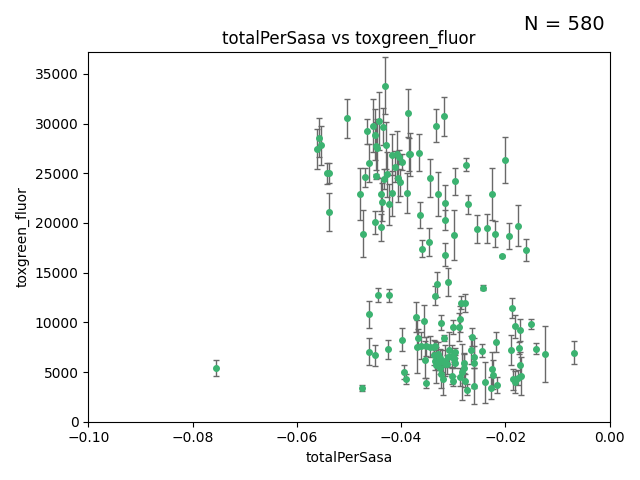 N = 580
totalPerSasa vs toxgreen_fluor
35000
30000
25000
20000
15000
10000
5000
0
toxgreen_fluor
−0.10 −0.08 −0.06 −0.04 −0.02 0.00
totalPerSasa